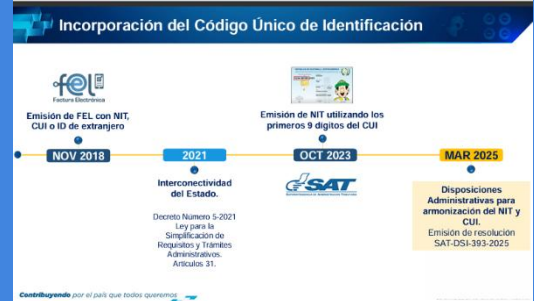 Incorporación del Código Único de Identificación
fel
Factura Electrónica
Emisión de FEL con NIT,
CUI o ID de extranjero
NOV 2018
2021
Interconectividad
del Estado.
Decreto Número 5-2021
Ley para la
Simplificación de
Requisitos y Trámites
Administrativos.
Artículos 31.
Emisión de NIT utilizando los
primeros 9 dígitos del CUI
OCT 2023
SAT
MAR 2025
Disposiciones
Administrativas para
armonización del NIT y
CUI.
Emisión de resolución
SAT-DSI-393-2025
Contribuyendo por el país que todos queremos